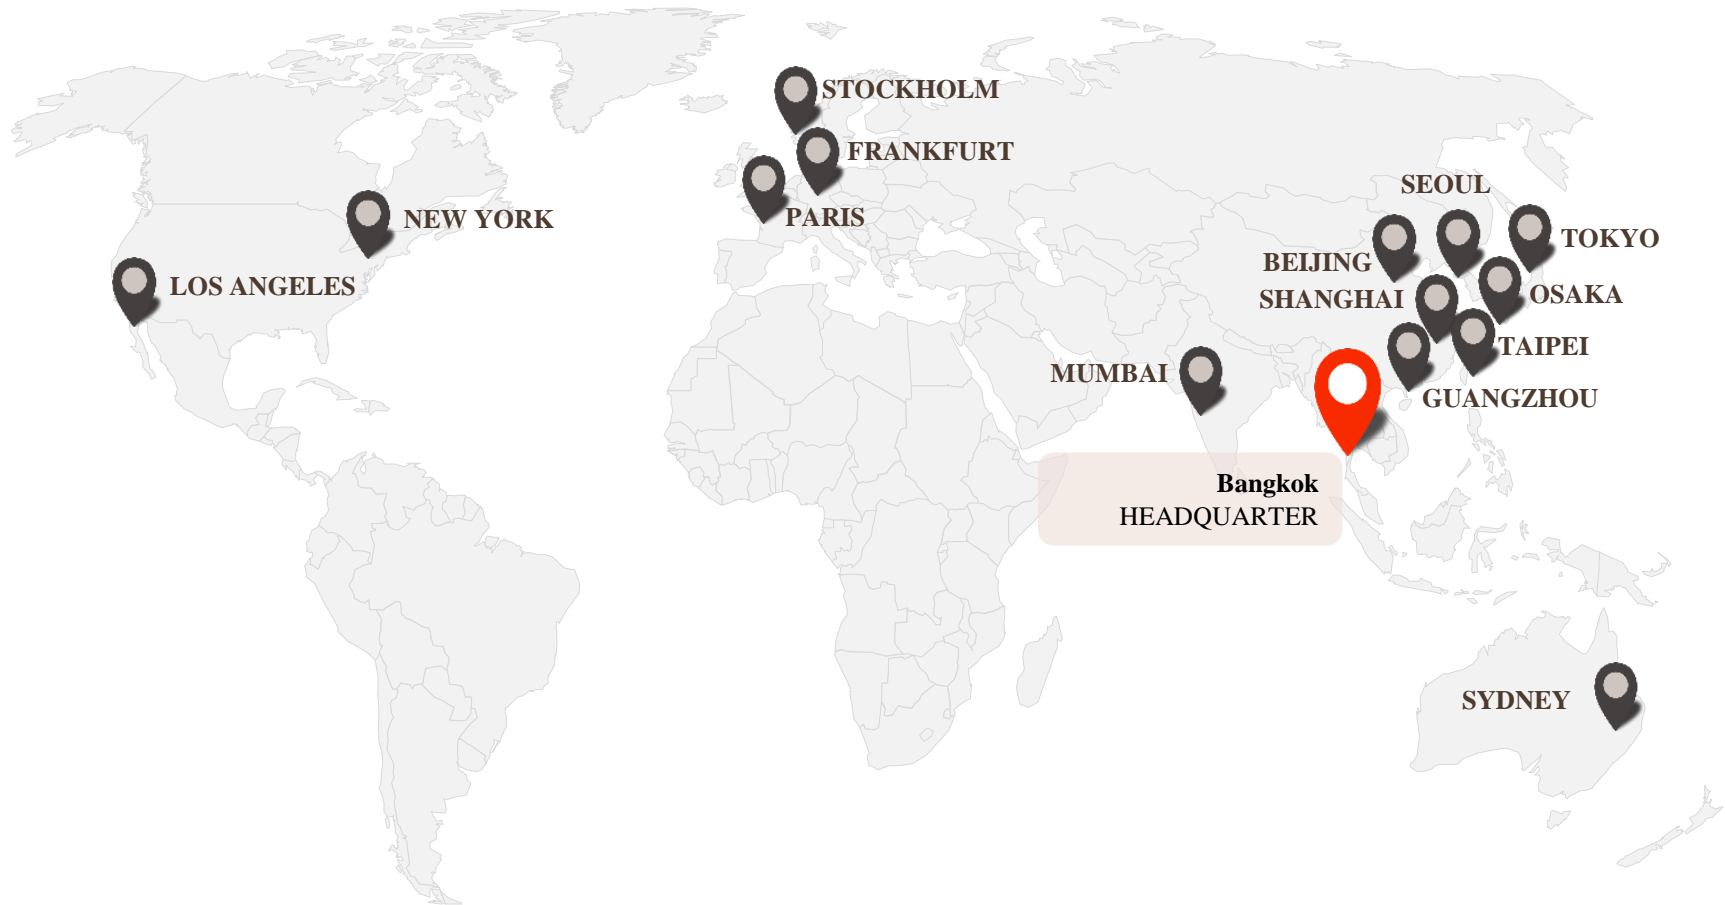 STOCKHOLM
FRANKFURT
SEOUL
NEW YORK
PARIS
TOKYO
BEIJING
LOS ANGELES
SHANGHAI
OSAKA
TAIPEI
MUMBAI
GUANGZHOU
Bangkok
HEADQUARTER
SYDNEY